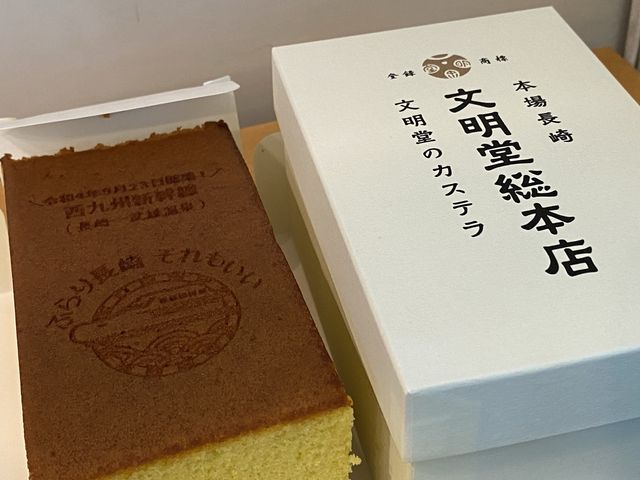 令和4年9月23日開業!
西九州新幹線
(長崎 ― 武雄温泉)
ぶらり長崎 それもいい
登録商標
本場長崎
文明堂総本店
文明堂のカステラ